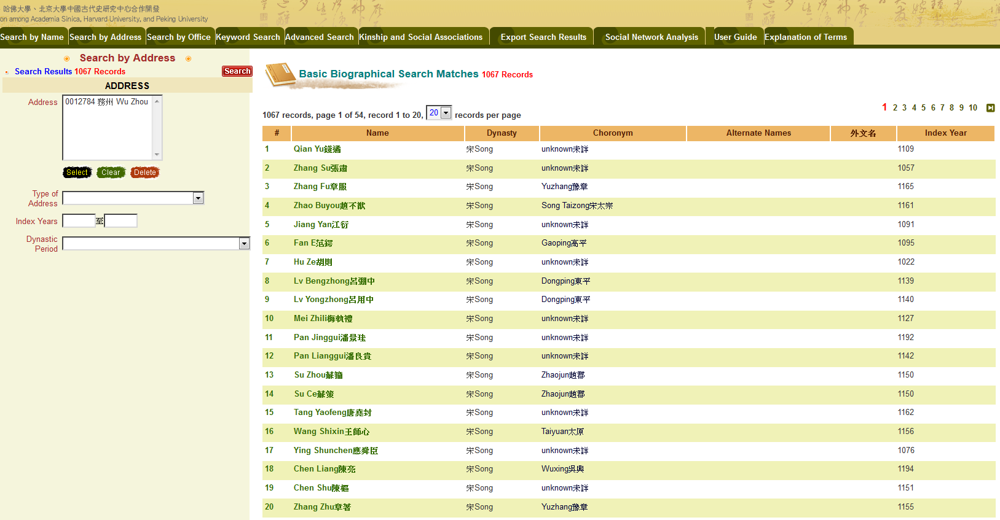 哈佛大學、北京大學中國古代史研究中心合作開發
on among Academia Sinica, Harvard University, and Peking University
Search by Name Search by Address Search by Office Keyword Search Advanced Search Kinship and Social Associations Export Search Results Social Network Analysis User Guide Explanation of Terms
Search by Address
Search Results 1067 Records Search
ADDRESS
Address 0012784 務州 Wu Zhou
Select Clear Delete
Type of Address
Index Years 至
Dynastic Period
Basic Biographical Search Matches 1067 Records
1 2 3 4 5 6 7 8 9 10
1067 records, page 1 of 54, record 1 to 20, 20 records per page
# Name Dynasty Choronym Alternate Names 外文名 Index Year
1 Qian Yu錢遹 宋Song unknown未詳 1109
2 Zhang Su張肅 宋Song unknown未詳 1057
3 Zhang Fu章服 宋Song Yuzhang豫章 1165
4 Zhao Buyou趙不猷 宋Song Song Taizong宋太宗 1161
5 Jiang Yan江衍 宋Song unknown未詳 1091
6 Fan E范鍔 宋Song Gaoping高平 1095
7 Hu Ze胡則 宋Song unknown未詳 1022
8 Lv Bengzhong呂弸中 宋Song Dongping東平 1139
9 Lv Yongzhong呂用中 宋Song Dongping東平 1140
10 Mei Zhili梅執禮 宋Song unknown未詳 1127
11 Pan Jinggui潘景珪 宋Song unknown未詳 1192
12 Pan Lianggui潘良貴 宋Song unknown未詳 1142
13 Su Zhou蘇籀 宋Song Zhaojun趙郡 1150
14 Su Ce蘇策 宋Song Zhaojun趙郡 1150
15 Tang Yaofeng唐堯封 宋Song unknown未詳 1162
16 Wang Shixin王師心 宋Song Taiyuan太原 1156
17 Ying Shunchen應舜臣 宋Song unknown未詳 1076
18 Chen Liang陳亮 宋Song Wuxing吳興 1194
19 Chen Shu陳樞 宋Song unknown未詳 1151
20 Zhang Zhu章著 宋Song Yuzhang豫章 1155